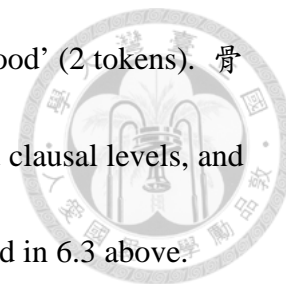 ood’ (2 tokens). 骨
clausal levels, and
d in 6.3 above.